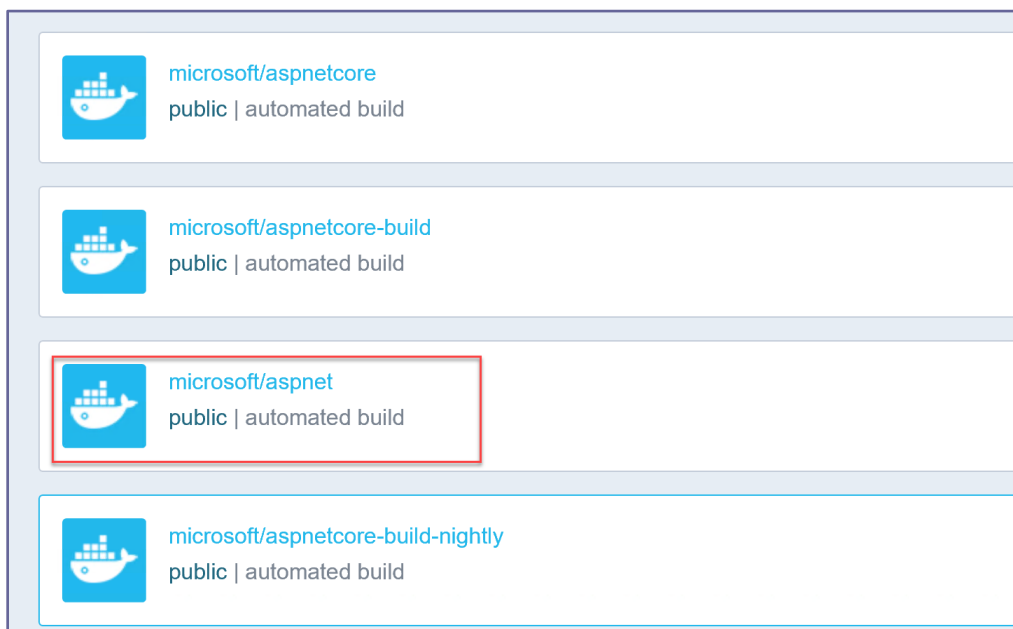 microsoft/aspnetcore
public | automated build
microsoft/aspnetcore-build
public | automated build
microsoft/aspnet
public | automated build
microsoft/aspnetcore-build-nightly
public | automated build